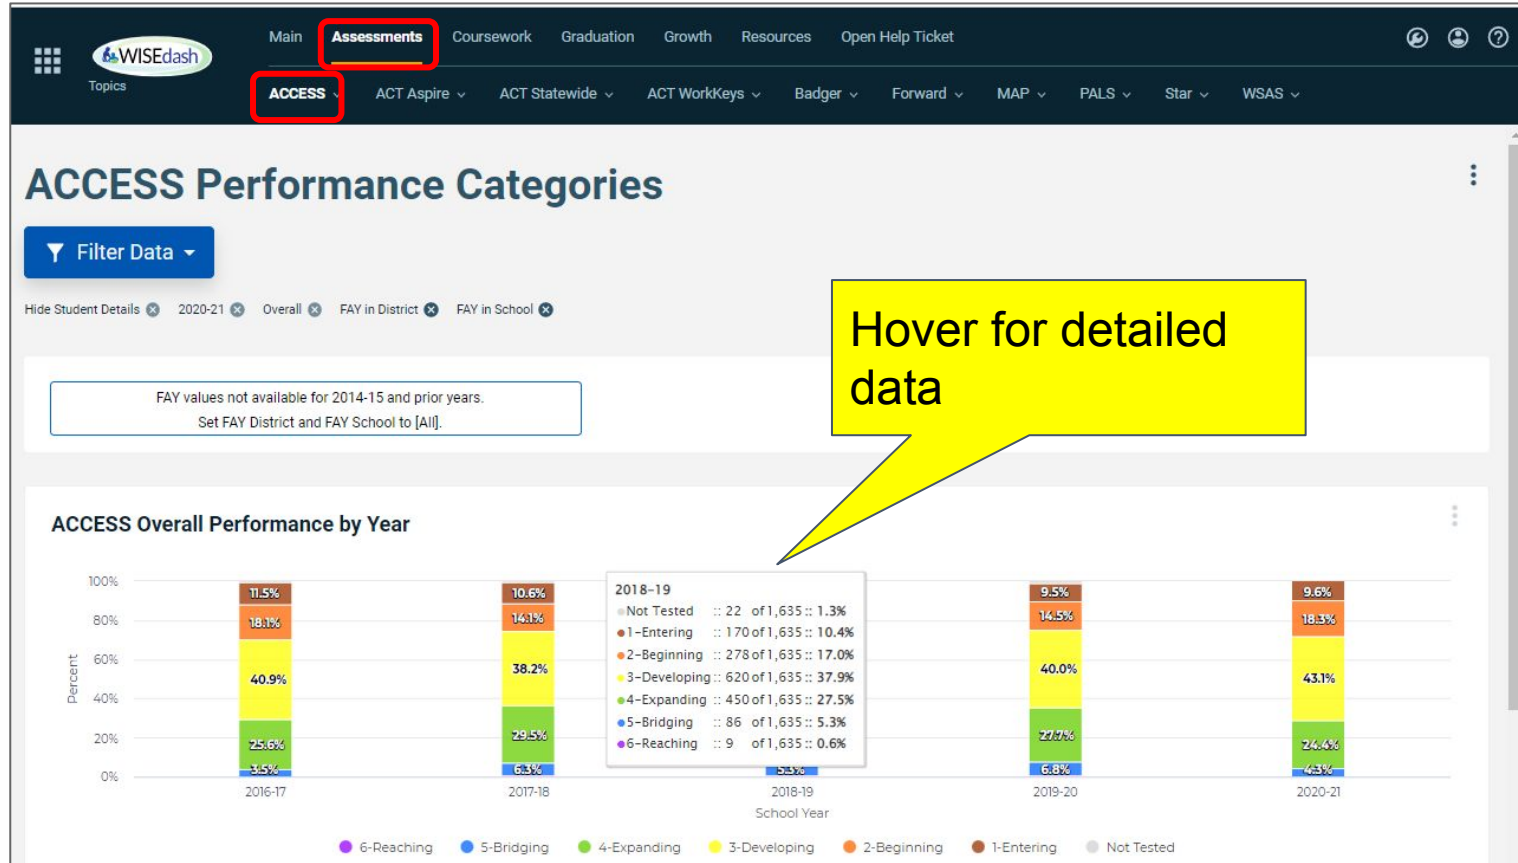 WISEdash
Topics
Main Assessments Coursework Graduation Growth Resources Open Help Ticket
ACCESS ACT Aspire ACT Statewide ACT WorkKeys Badger Forward MAP PALS Star WSAS
ACCESS Performance Categories
Filter Data
Hide Student Details 2020-21 Overall FAY in District FAY in School
Hover for detailed
data
FAY values not available for 2014-15 and prior years.
Set FAY District and FAY School to [All].
ACCESS Overall Performance by Year
Percent
100%
80%
60%
40%
20%
0%
11.5%
18.1%
40.9%
25.6%
3.5%
10.6%
14.1%
38.2%
29.5%
6.3%
2018-19
Not Tested :: 22 of 1,635 :: 1.3%
1-Entering :: 170 of 1,635 :: 10.4%
2-Beginning :: 278 of 1,635 :: 17.0%
3-Developing :: 620 of 1,635 :: 37.9%
4-Expanding :: 450 of 1,635 :: 27.5%
5-Bridging :: 86 of 1,635 :: 5.3%
6-Reaching :: 9 of 1,635 :: 0.6%
5.3%
9.5%
14.5%
40.0%
27.7%
6.8%
9.6%
18.3%
43.1%
24.4%
4.3%
2016-17 2017-18 2018-19 2019-20 2020-21
School Year
6-Reaching 5-Bridging 4-Expanding 3-Developing 2-Beginning 1-Entering Not Tested